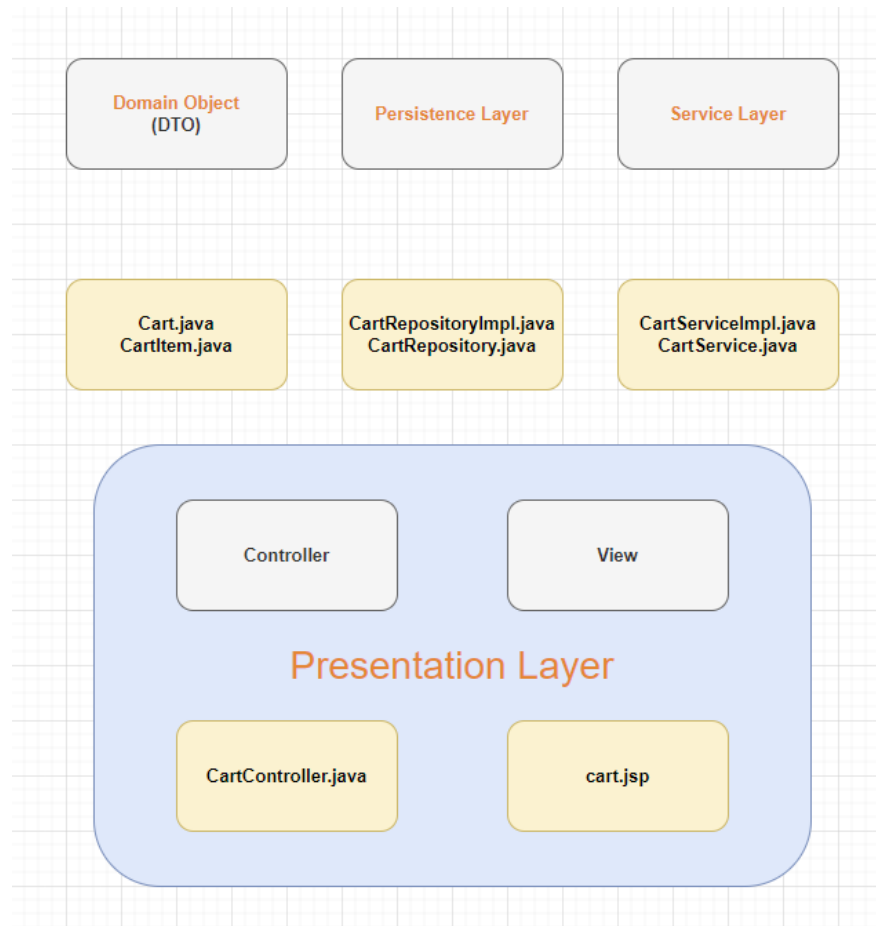 Domain Object
(DTO)
Persistence Layer
Service Layer
Cart.java
CartItem.java
CartRepositoryImpl.java
CartRepository.java
CartServiceImpl.java
CartService.java
Controller
View
Presentation Layer
CartController.java
cart.jsp